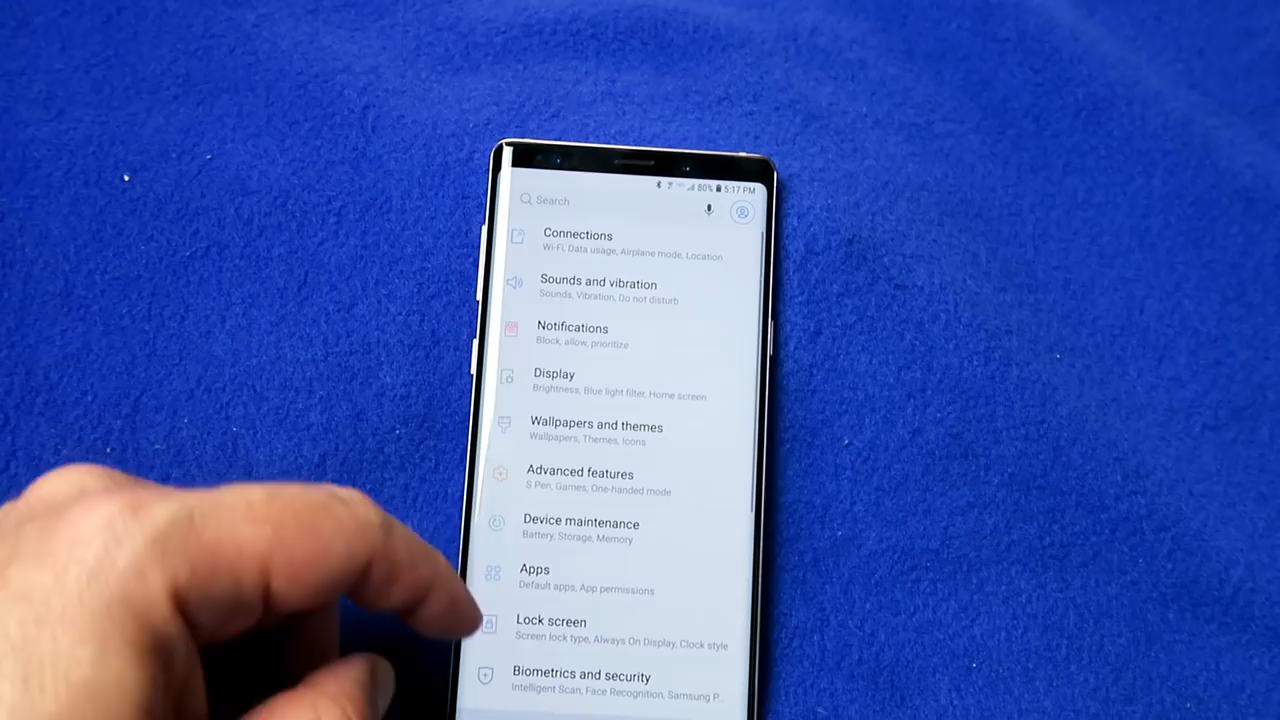 80% 5:17 PM
Search
Connections
Wi-Fi, Data usage, Airplane mode, Location
Sounds and vibration
Sounds, Vibration, Do not disturb
Notifications
Block, allow, prioritize
Display
Brightness, Blue light filter, Home screen
Wallpapers and themes
Wallpapers, Themes, Icons
Advanced features
S Pen, Games, One-handed mode
Device maintenance
Battery, Storage, Memory
Apps
Default apps, App permissions
Lock screen
Screen lock type, Always On Display, Clock style
Biometrics and security
Intelligent Scan, Face Recognition, Samsung P...